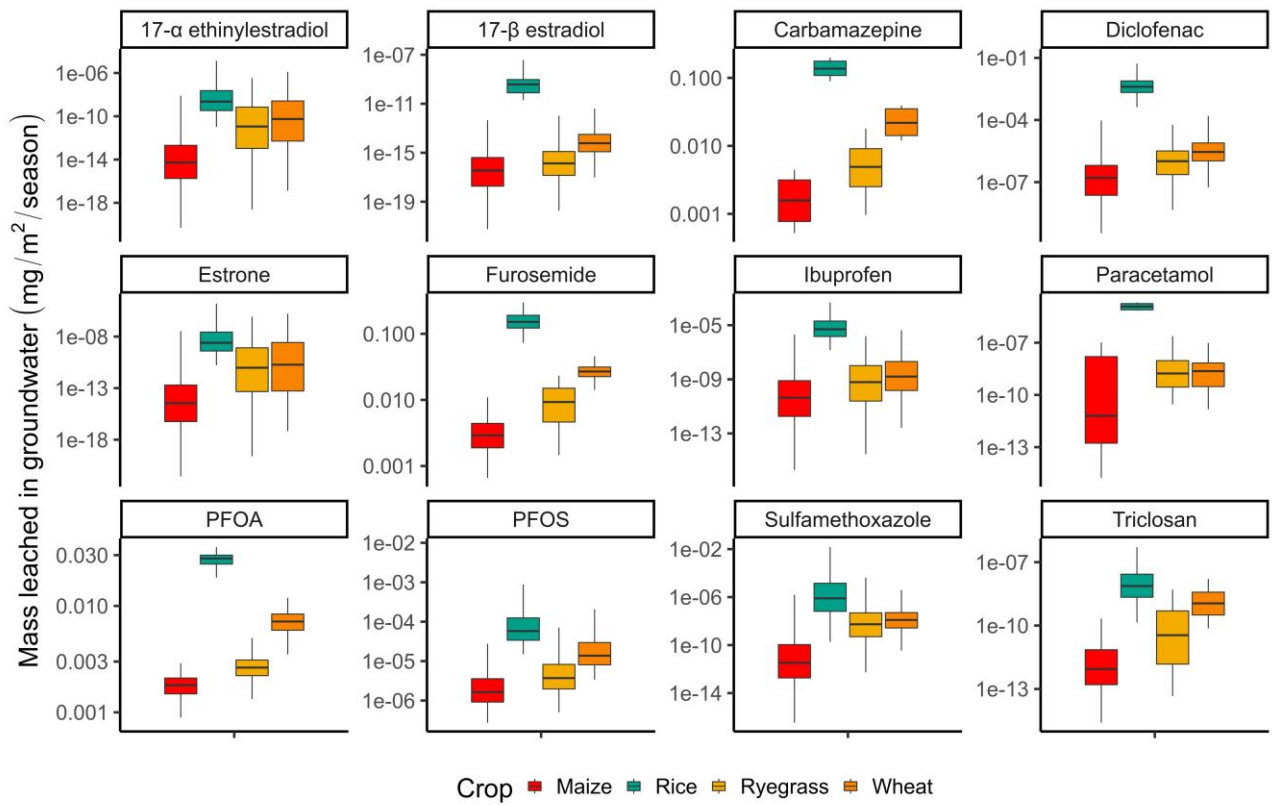 Mass leached in groundwater (mg/m²/season)
17-α ethinylestradiol
1e-06
1e-10
1e-14
1e-18
17-β estradiol
1e-07
1e-11
1e-15
1e-19
Carbamazepine
0.100
0.010
0.001
Diclofenac
1e-01
1e-04
1e-07
Estrone
1e-08
1e-13
1e-18
Furosemide
0.100
0.010
0.001
Ibuprofen
1e-05
1e-09
1e-13
Paracetamol
1e-07
1e-10
1e-13
PFOA
0.030
0.010
0.003
0.001
PFOS
1e-02
1e-03
1e-04
1e-05
1e-06
Sulfamethoxazole
1e-02
1e-06
1e-10
1e-14
Triclosan
1e-07
1e-10
1e-13
Crop Maize Rice Ryegrass Wheat